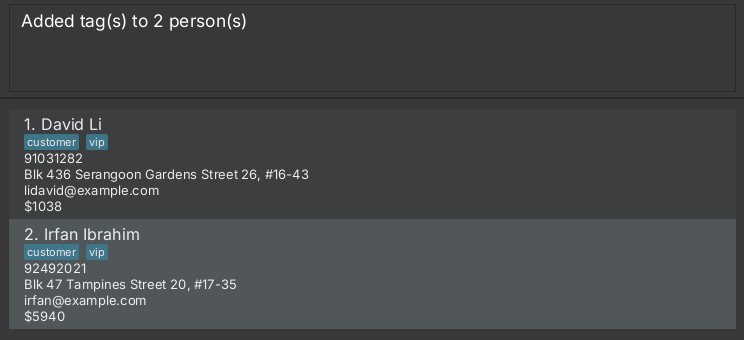 Added tag(s) to 2 person(s)
1. David Li
customer vip
91031282
Blk 436 Serangoon Gardens Street 26, #16-43
lidavid@example.com
$1038
2. Irfan Ibrahim
customer vip
92492021
Blk 47 Tampines Street 20, #17-35
irfan@example.com
$5940